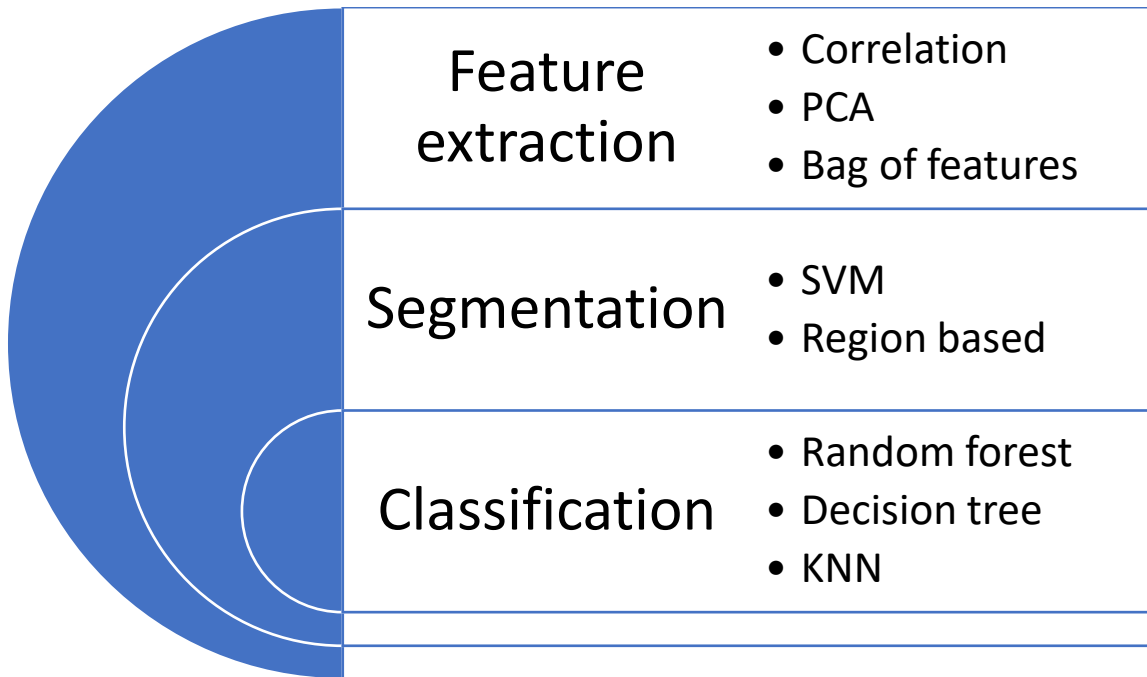 Feature
extraction
• Correlation
• PCA
• Bag of features
Segmentation
• SVM
• Region based
Classification
• Random forest
• Decision tree
• KNN